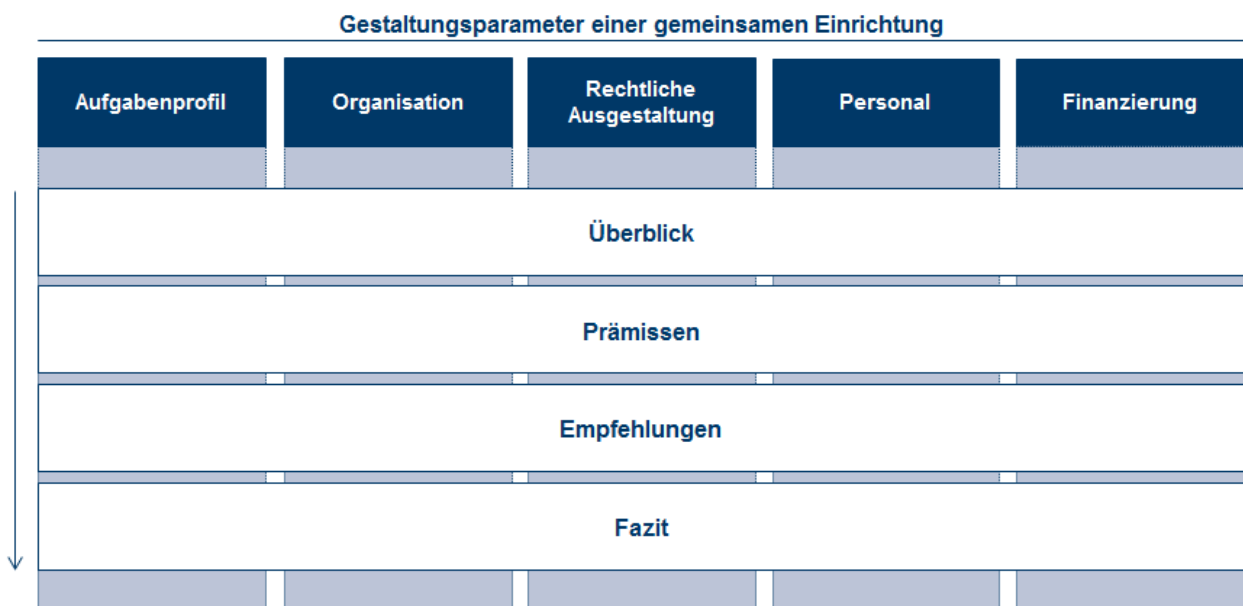 Gestaltungsparameter einer gemeinsamen Einrichtung
Aufgabenprofil
Organisation
Rechtliche
Ausgestaltung
Personal
Finanzierung
Überblick
Prämissen
Empfehlungen
Fazit